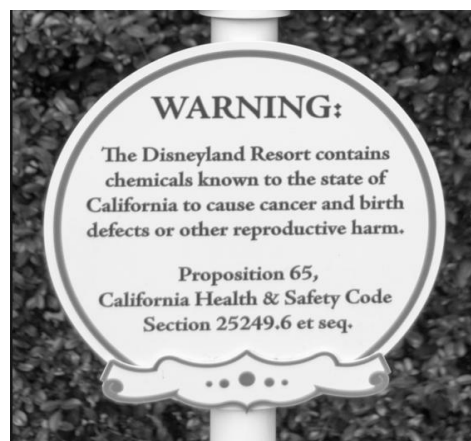 WARNING:
The Disneyland Resort contains
chemicals known to the state of
California to cause cancer and birth
defects or other reproductive harm.
Proposition 65,
California Health & Safety Code
Section 25249.6 et seq.